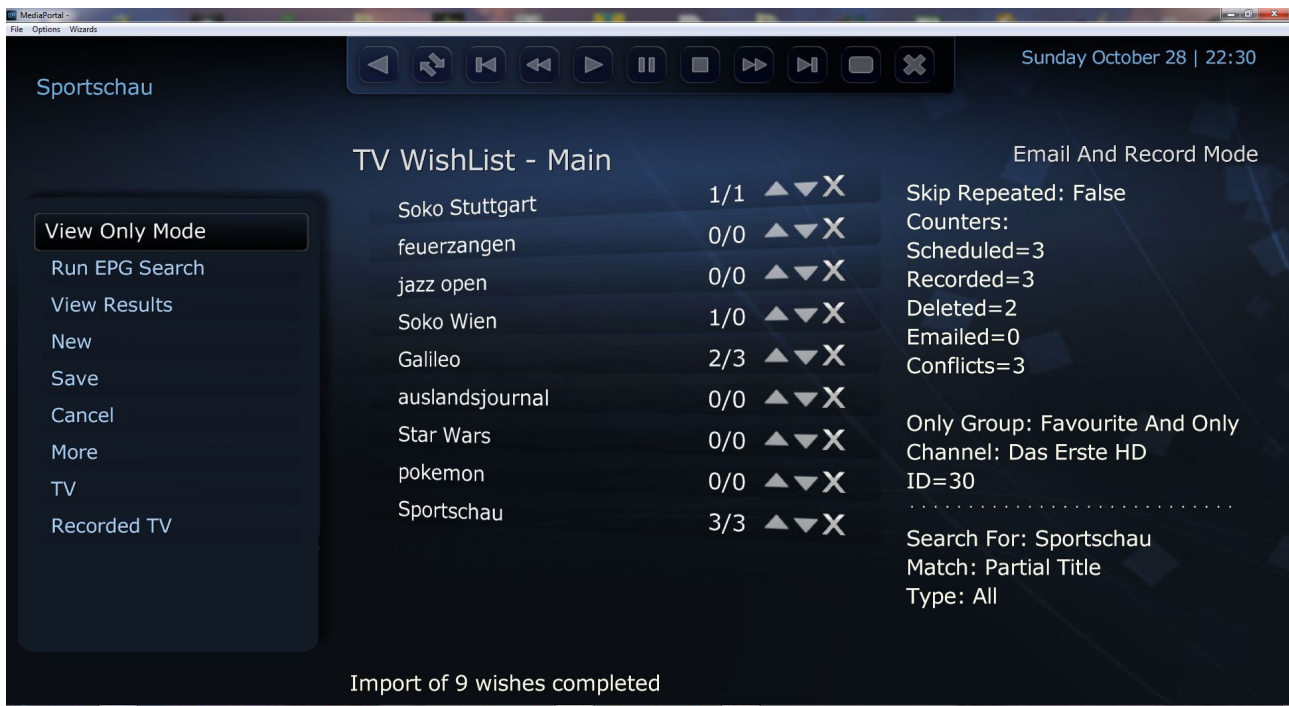 MediaPortal -
File Options Wizards
Sunday October 28 | 22:30
Sportschau
TV WishList - Main
Email And Record Mode
View Only Mode
Run EPG Search
View Results
New
Save
Cancel
More
TV
Recorded TV
Soko Stuttgart 1/1 X
feuerzangen 0/0 X
jazz open 0/0 X
Soko Wien 1/0 X
Galileo 2/3 X
auslandsjournal 0/0 X
Star Wars 0/0 X
pokemon 0/0 X
Sportschau 3/3 X
Skip Repeated: False
Counters:
Scheduled=3
Recorded=3
Deleted=2
Emailed=0
Conflicts=3
Only Group: Favourite And Only
Channel: Das Erste HD
ID=30
. . . . . . . . . . . . . . . . . . . . . . . . . . . .
Search For: Sportschau
Match: Partial Title
Type: All
Import of 9 wishes completed